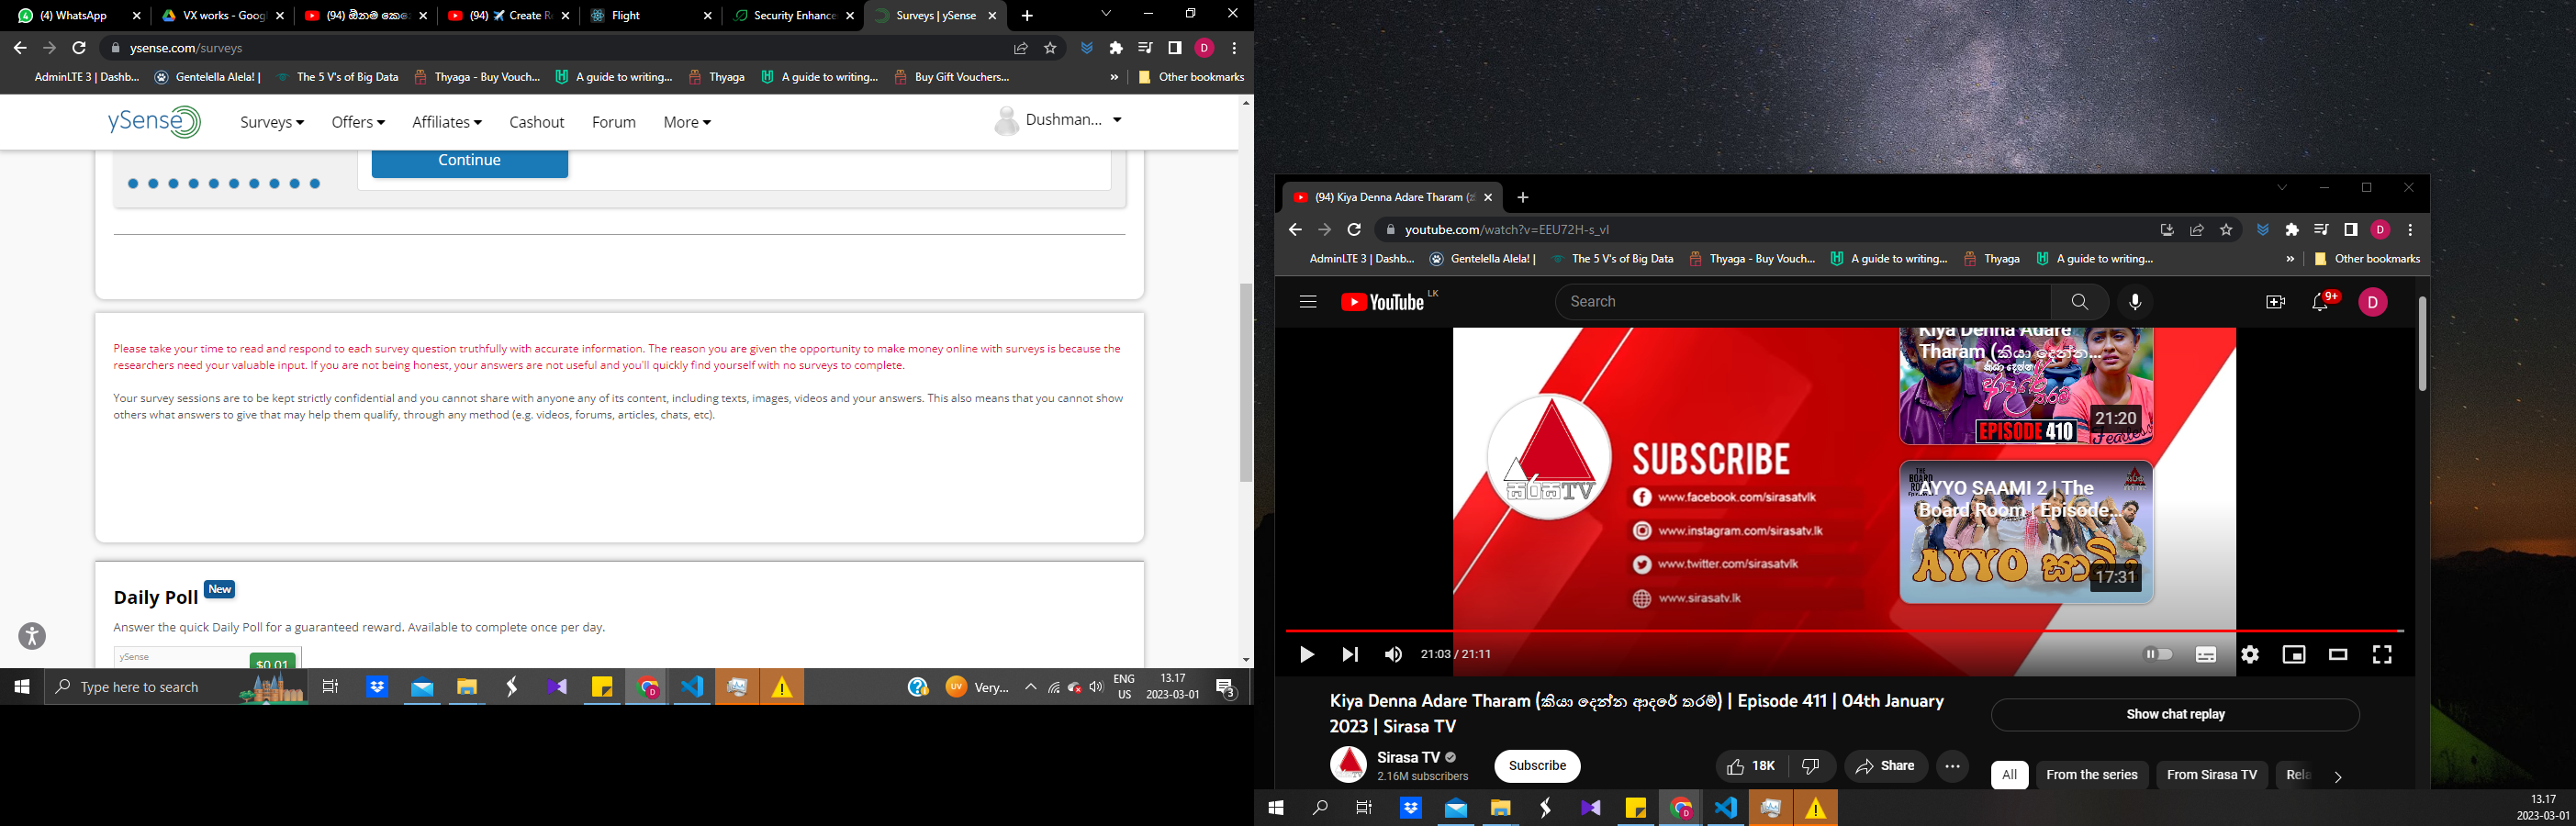 (4) WhatsApp
VX works - Goog
(94)
(94) ✈️ Create R
Flight
Security Enhance
Surveys | ySense
ysense.com/surveys
AdminLTE 3 | Dashb...
Gentelella Alela! |
The 5 V's of Big Data
Thyaga - Buy Vouch...
A guide to writing...
Thyaga
A guide to writing...
Buy Gift Vouchers...
»
Other bookmarks
ySense
Surveys
Offers
Affiliates
Cashout
Forum
More
Dushman...
Continue
Please take your time to read and respond to each survey question truthfully with accurate information. The reason you are given the opportunity to make money online with surveys is because the
researchers need your valuable input. If you are not being honest, your answers are not useful and you'll quickly find yourself with no surveys to complete.
Your survey sessions are to be kept strictly confidential and you cannot share with anyone any of its content, including texts, images, videos and your answers. This also means that you cannot show
others what answers to give that may help them qualify, through any method (e.g. videos, forums, articles, chats, etc).
Daily Poll New
Answer the quick Daily Poll for a guaranteed reward. Available to complete once per day.
ySense
$0.01
Type here to search
UV
Very...
ENG
US
13.17
2023-03-01
3
(94) Kiya Denna Adare Tharam (
youtube.com/watch?v=EEU72H-s_vI
D
AdminLTE 3 | Dashb...
Gentelella Alela! |
The 5 V's of Big Data
Thyaga - Buy Vouch...
A guide to writing...
Thyaga
A guide to writing...
»
Other bookmarks
YouTube LK
Search
9+
D
Kiya Denna Adare
Tharam (කියා දෙන්න...
ආදරේ තරම්
21:20
EPISODE 410
Fearless
සිරස TV
SUBSCRIBE
www.facebook.com/sirasatvlk
www.instagram.com/sirasatv.lk
www.twitter.com/sirasatvlk
www.sirasatv.lk
THE BOARD ROOM
AYYO SAAMI 2 | The
Board Room | Episode...
AYYO
17:31
21:03 / 21:11
Kiya Denna Adare Tharam (කියා දෙන්න ආදරේ තරම්) | Episode 411 | 04th January
2023 | Sirasa TV
Sirasa TV
2.16M subscribers
Subscribe
18K
Share
Show chat replay
All
From the series
From Sirasa TV
Rela
13.17
2023-03-01